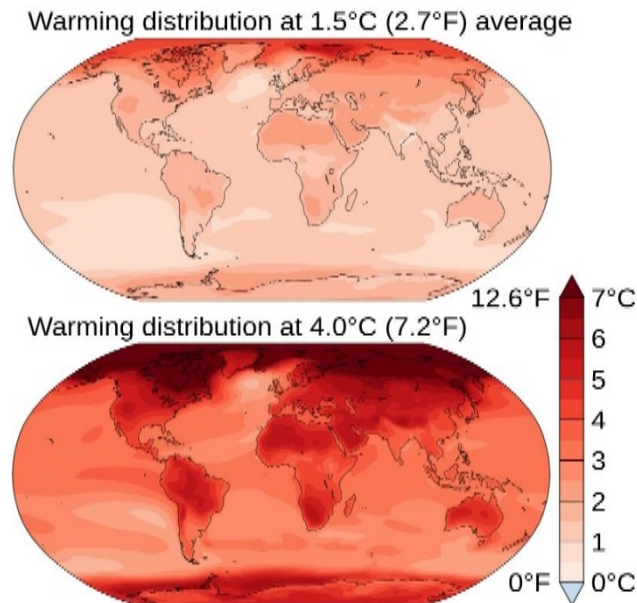 Warming distribution at 1.5°C (2.7°F) average
12.6°F 7°C
Warming distribution at 4.0°C (7.2°F)
6
5
4
3
2
1
0°F 0°C